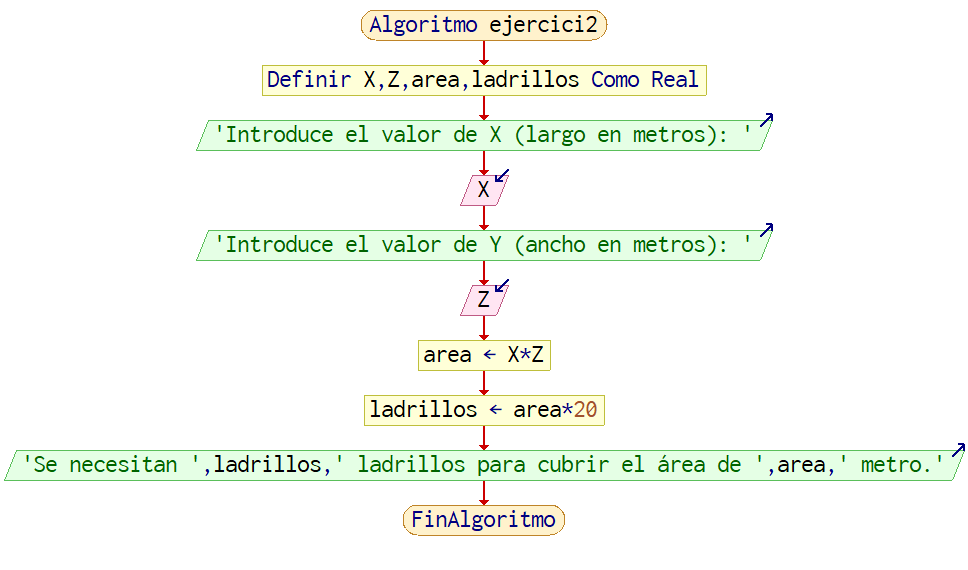 Algoritmo ejercici2
Definir X,Z,area,ladrillos Como Real
'Introduce el valor de X (largo en metros): '
X
'Introduce el valor de Y (ancho en metros): '
Z
area ← X*Z
ladrillos ← area*20
'Se necesitan ',ladrillos,' ladrillos para cubrir el área de ',area,' metro.'
FinAlgoritmo